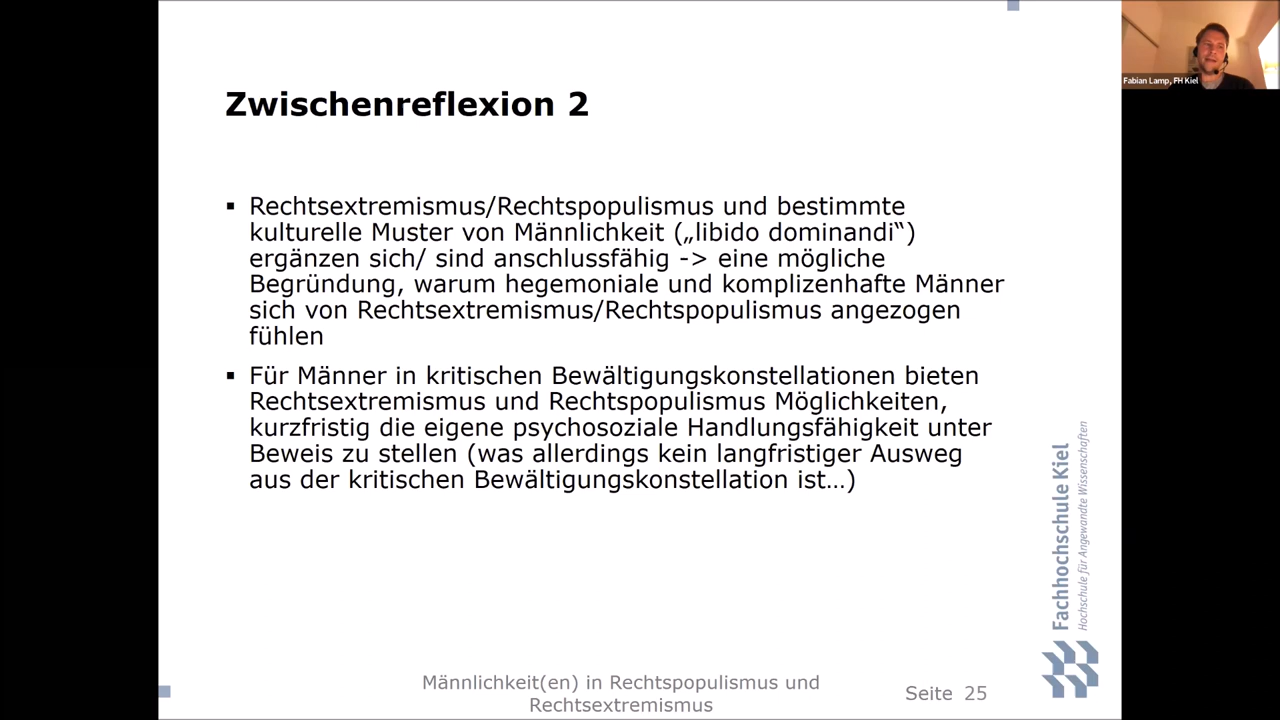 Fabian Lamp, FH Kiel
Zwischenreflexion 2
▪ Rechtsextremismus/Rechtspopulismus und bestimmte
kulturelle Muster von Männlichkeit („libido dominandi“)
ergänzen sich/ sind anschlussfähig -> eine mögliche
Begründung, warum hegemoniale und komplizenhafte Männer
sich von Rechtsextremismus/Rechtspopulismus angezogen
fühlen
▪ Für Männer in kritischen Bewältigungskonstellationen bieten
Rechtsextremismus und Rechtspopulismus Möglichkeiten,
kurzfristig die eigene psychosoziale Handlungsfähigkeit unter
Beweis zu stellen (was allerdings kein langfristiger Ausweg
aus der kritischen Bewältigungskonstellation ist…)
Fachhochschule Kiel
Hochschule für Angewandte Wissenschaften
Männlichkeit(en) in Rechtspopulismus und
Rechtsextremismus
Seite 25